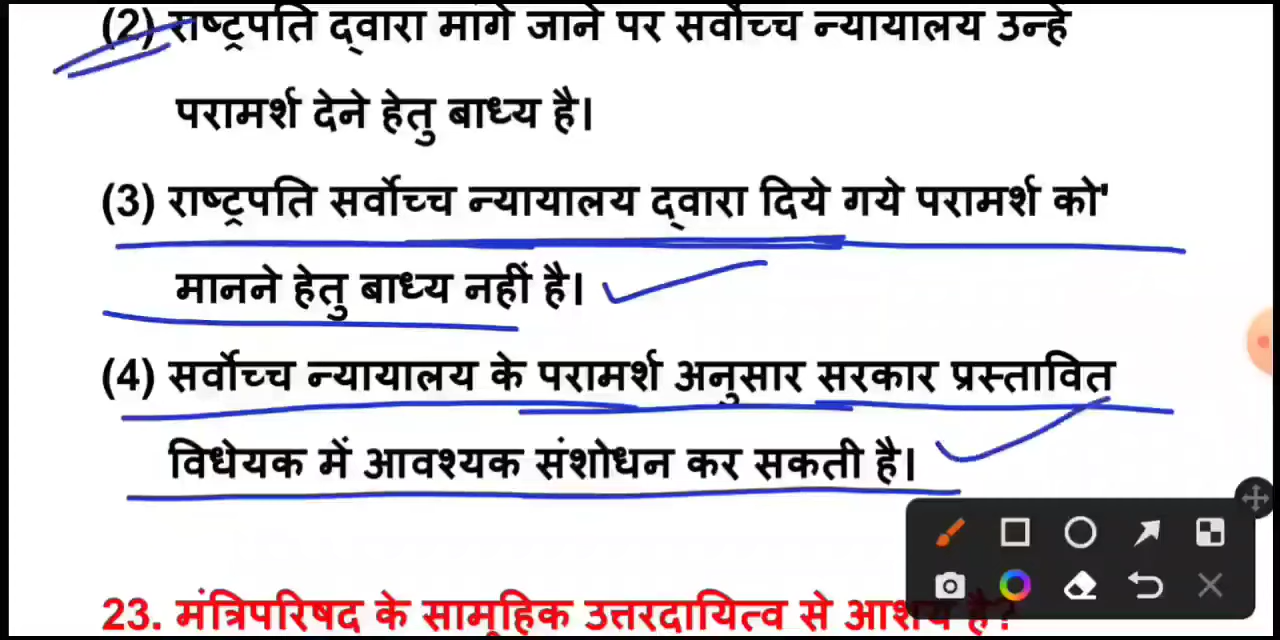 (2) राष्ट्रपति द्वारा मांगे जाने पर सर्वोच्च न्यायालय उन्हे
परामर्श देने हेतु बाध्य है।
(3) राष्ट्रपति सर्वोच्च न्यायालय द्वारा दिये गये परामर्श को'
मानने हेतु बाध्य नहीं है।
(4) सर्वोच्च न्यायालय के परामर्श अनुसार सरकार प्रस्तावित
विधेयक में आवश्यक संशोधन कर सकती है।
23. मंत्रिपरिषद के सामूहिक उत्तरदायित्व से आशय है?